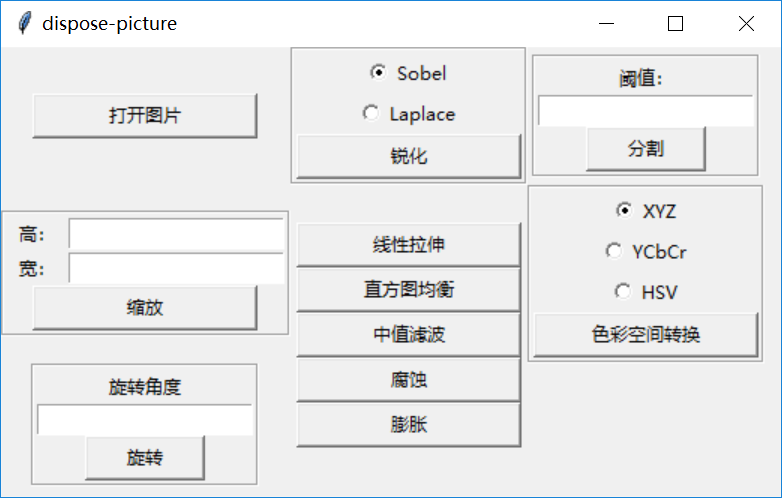 dispose-picture
打开图片
高：
宽：
缩放
旋转角度
旋转
Sobel
Laplace
锐化
线性拉伸
直方图均衡
中值滤波
腐蚀
膨胀
阈值：
分割
XYZ
YCbCr
HSV
色彩空间转换